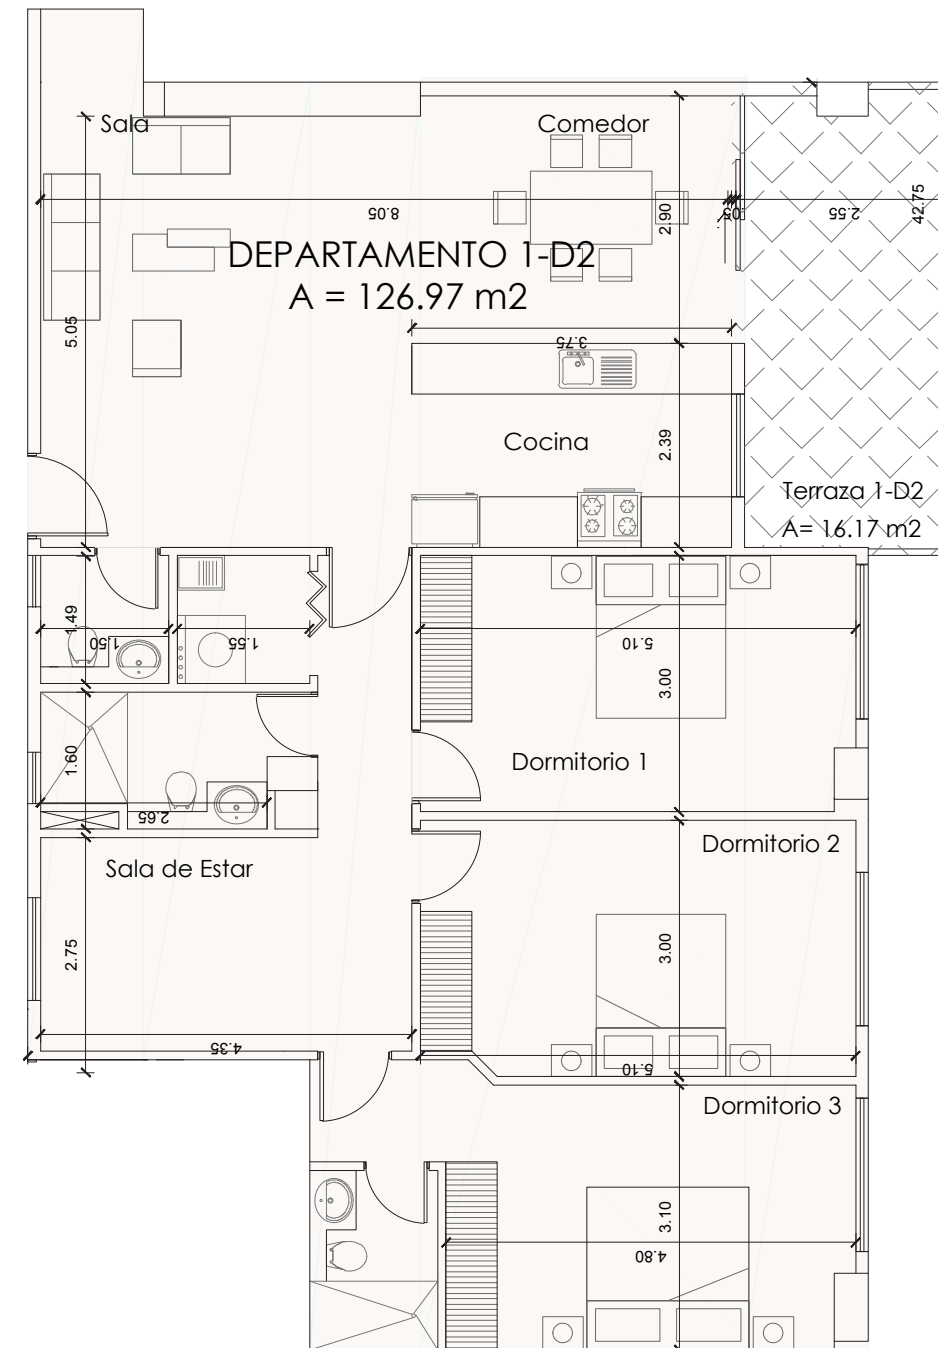 Sala
Comedor
8.05
2.90
.05
2.55
42.75
DEPARTAMENTO 1-D2
A = 126.97 m2
5.05
3.75
Cocina
2.39
Terraza 1-D2
A= 16.17 m2
1.49
1.50
1.55
5.10
3.00
1.60
Dormitorio 1
2.65
Dormitorio 2
Sala de Estar
2.75
3.00
4.35
5.10
Dormitorio 3
3.10
4.80